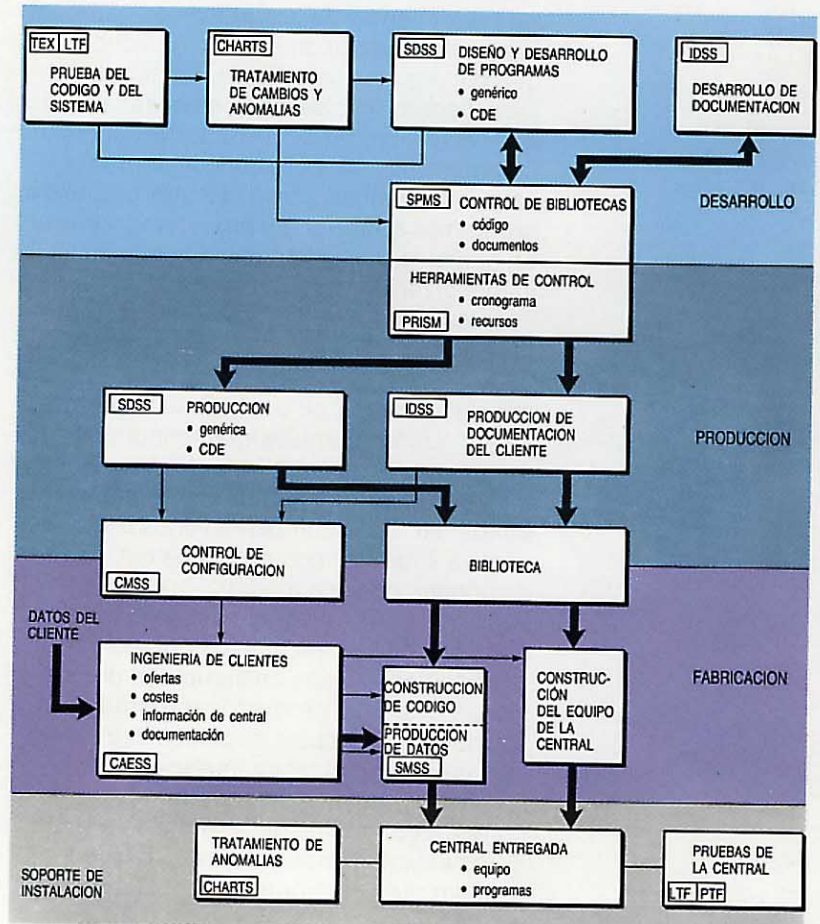 TEX LTF
PRUEBA DEL
CODIGO Y DEL
SISTEMA
CHARTS
TRATAMIENTO
DE CAMBIOS Y
ANOMALIAS
SDSS
DISEÑO Y DESARROLLO
DE PROGRAMAS
• genérico
• CDE
IDSS
DESARROLLO DE
DOCUMENTACION
SPMS
CONTROL DE BIBLIOTECAS
• código
• documentos
DESARROLLO
HERRAMIENTAS DE CONTROL
• cronograma
• recursos
PRISM
SDSS
PRODUCCION
• genérica
• CDE
IDSS
PRODUCCION DE
DOCUMENTACION
DEL CLIENTE
PRODUCCION
CONTROL DE
CONFIGURACION
CMSS
BIBLIOTECA
DATOS DEL
CLIENTE
INGENIERIA DE CLIENTES
• ofertas
• costes
• información de central
• documentación
CAESS
CONSTRUCCION
DE CODIGO
PRODUCCION
DE DATOS
SMSS
CONSTRUC-
CIÓN
DEL EQUIPO
DE LA
CENTRAL
FABRICACION
SOPORTE DE
INSTALACION
TRATAMIENTO DE
ANOMALIAS
CHARTS
CENTRAL ENTREGADA
• equipo
• programas
PRUEBAS DE
LA CENTRAL
LTF PTF